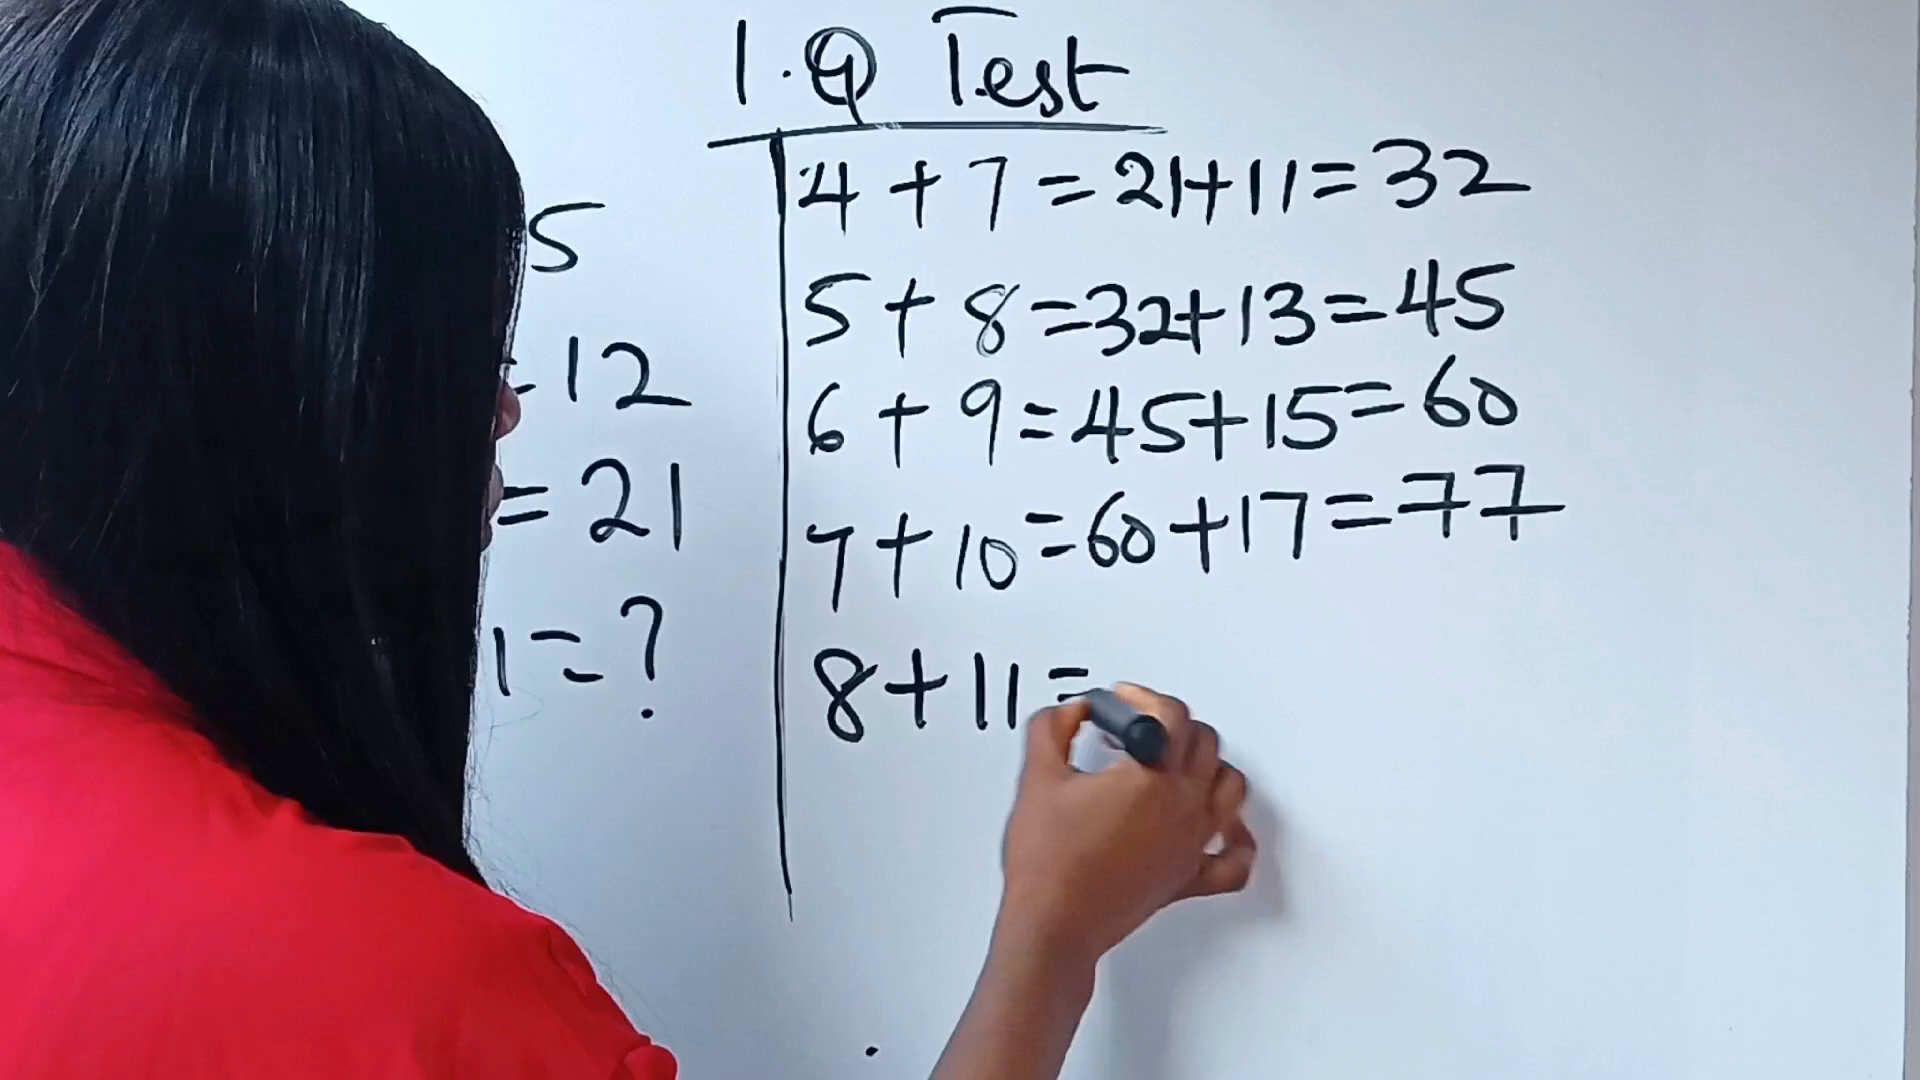 I.Q Test
5
=12
= 21
1=?
4 + 7 = 21+11=32
5 + 8=32+13=45
6 + 9=45+15=60
7+10=60+17=77
8+11=